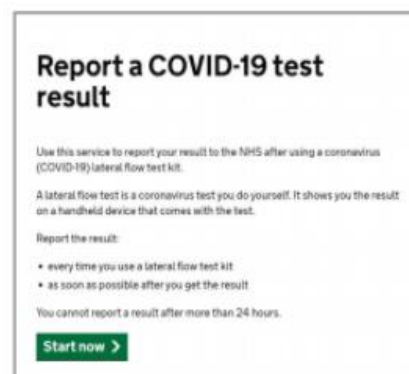 Report a COVID-19 test
result
Use this service to report your result to the NHS after using a coronavirus
(COVID-19) lateral flow test kit.
A lateral flow test is a coronavirus test you do yourself. It shows you the result
on a handheld device that comes with the test.
Report the result:
• every time you use a lateral flow test kit
• as soon as possible after you get the result
You cannot report a result after more than 24 hours.
Start now >